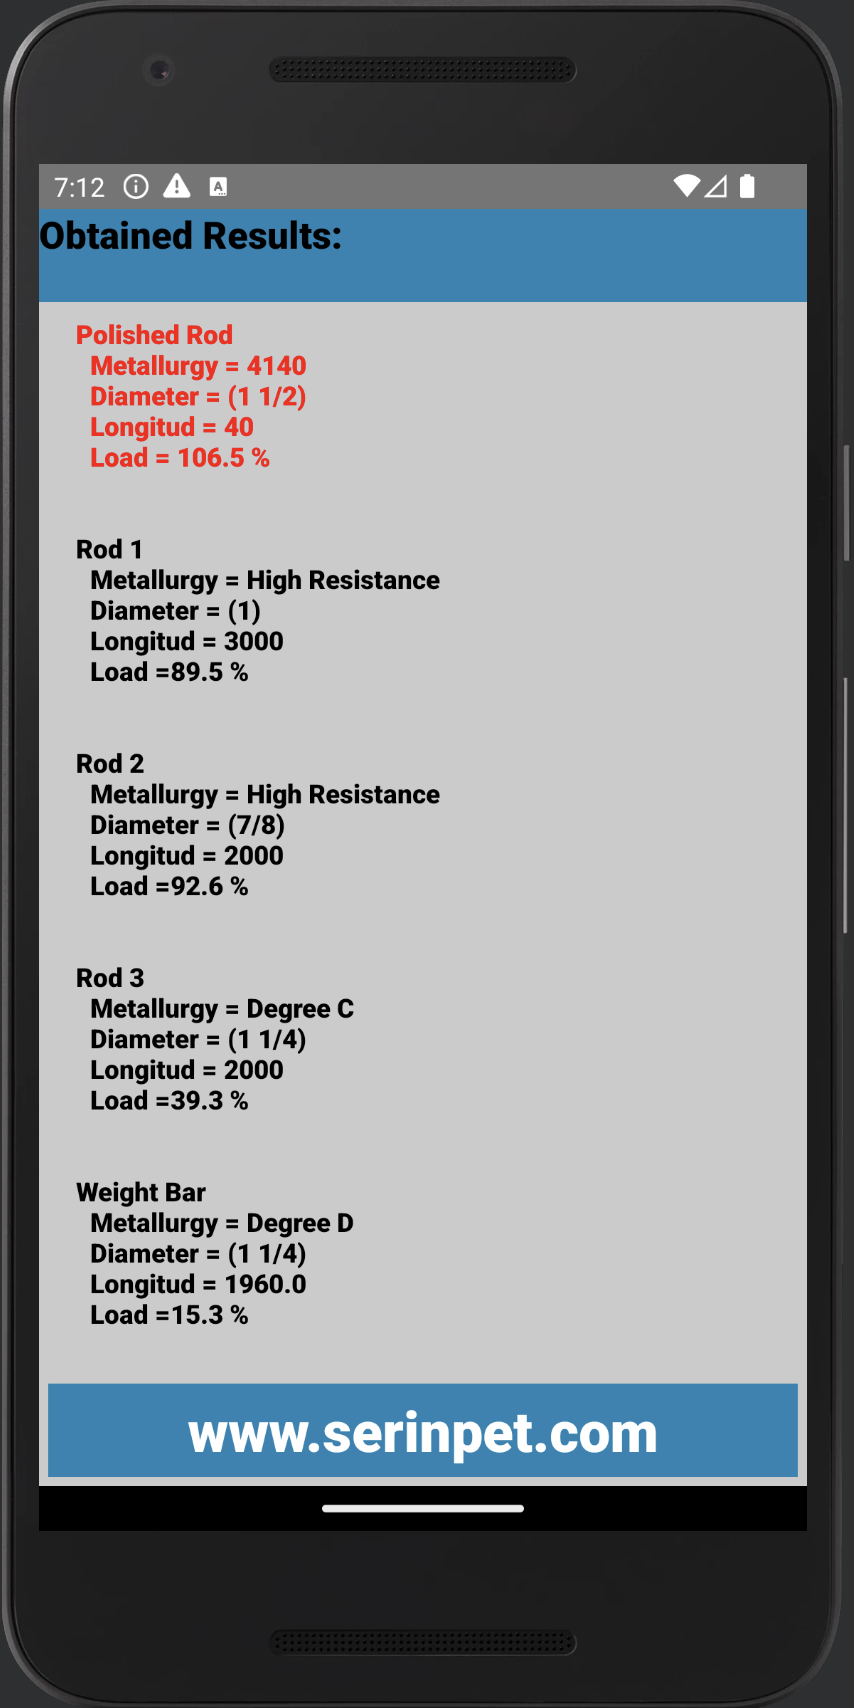 7:12
Obtained Results:
Polished Rod
Metallurgy = 4140
Diameter = (1 1/2)
Longitud = 40
Load = 106.5 %
Rod 1
Metallurgy = High Resistance
Diameter = (1)
Longitud = 3000
Load =89.5 %
Rod 2
Metallurgy = High Resistance
Diameter = (7/8)
Longitud = 2000
Load =92.6 %
Rod 3
Metallurgy = Degree C
Diameter = (1 1/4)
Longitud = 2000
Load =39.3 %
Weight Bar
Metallurgy = Degree D
Diameter = (1 1/4)
Longitud = 1960.0
Load =15.3 %
www.serinpet.com